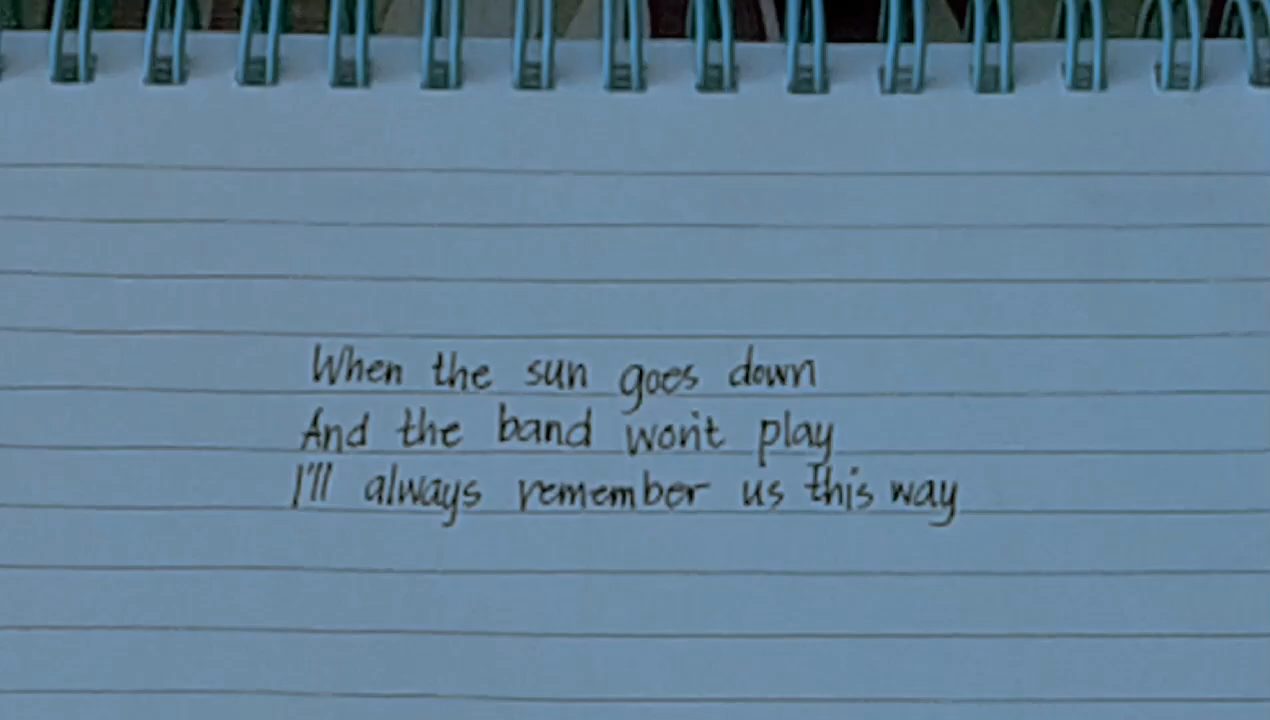 When the sun goes down
And the band won't play
I'll always remember us this way